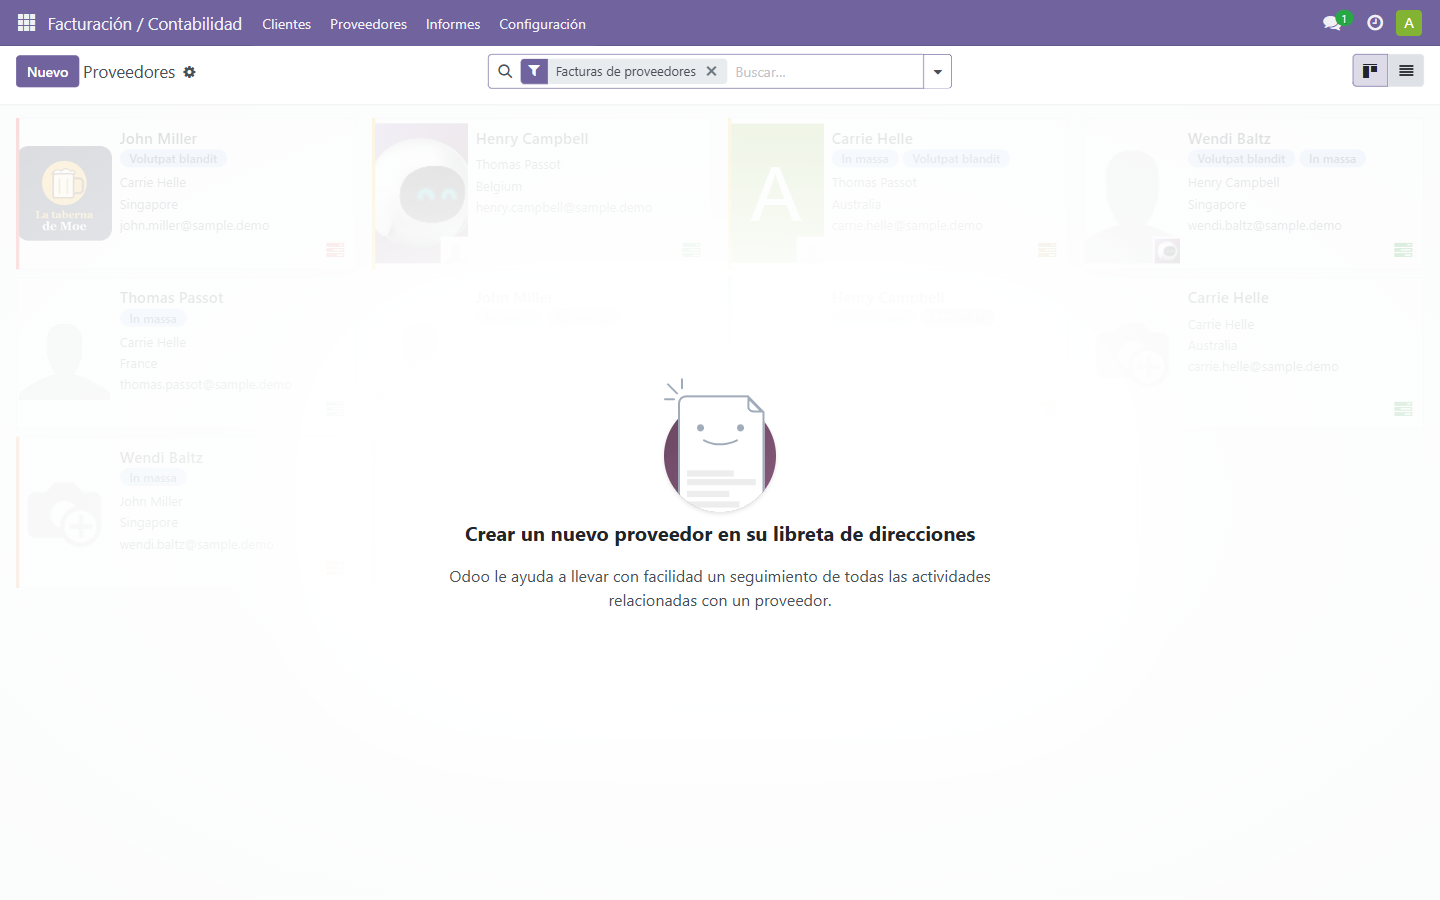 Facturación / Contabilidad Clientes Proveedores Informes Configuración 1 A
Nuevo Proveedores Facturas de proveedores Buscar...
John Miller
Volutpat blandit
Carrie Helle
Singapore
john.miller@sample.demo
La taberna
de Moe
Henry Campbell
Thomas Passot
Belgium
henry.campbell@sample.demo
A
Carrie Helle
In massa Volutpat blandit
Thomas Passot
Australia
carrie.helle@sample.demo
Wendi Baltz
Volutpat blandit In massa
Henry Campbell
Singapore
wendi.baltz@sample.demo
Thomas Passot
In massa
Carrie Helle
France
thomas.passot@sample.demo
John Miller
Henry Campbell
Carrie Helle
Carrie Helle
Australia
carrie.helle@sample.demo
Wendi Baltz
In massa
John Miller
Singapore
wendi.baltz@sample.demo
Crear un nuevo proveedor en su libreta de direcciones
Odoo le ayuda a llevar con facilidad un seguimiento de todas las actividades
relacionadas con un proveedor.